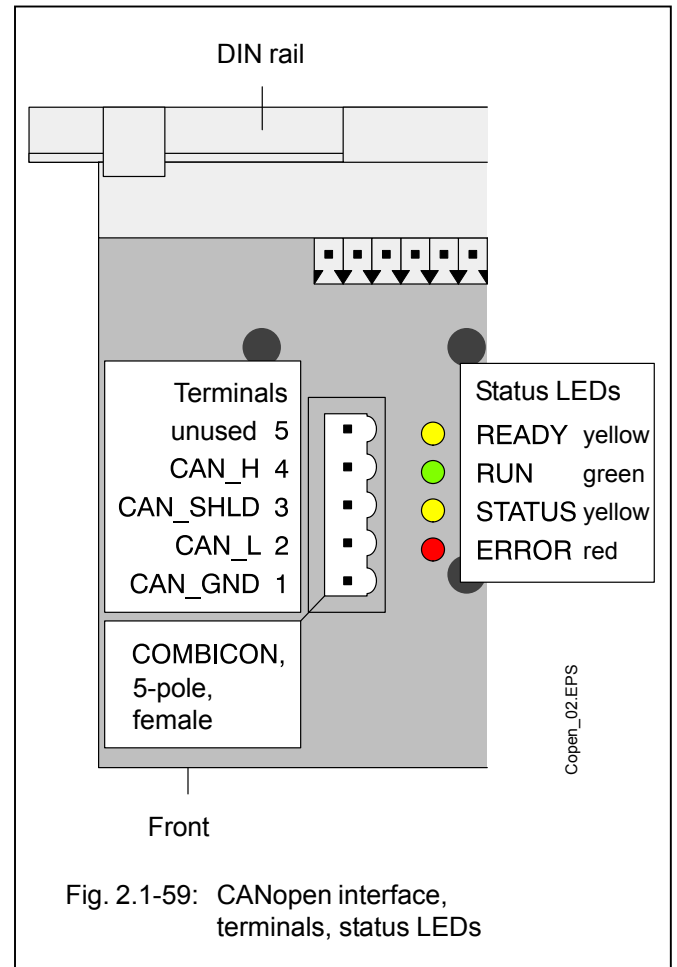 DIN rail
Terminals
unused 5
CAN_H 4
CAN_SHLD 3
CAN_L 2
CAN_GND 1
COMBICON,
5-pole,
female
Status LEDs
READY yellow
RUN green
STATUS yellow
ERROR red
Copen_02.EPS
Front
Fig. 2.1-59: CANopen interface,
terminals, status LEDs